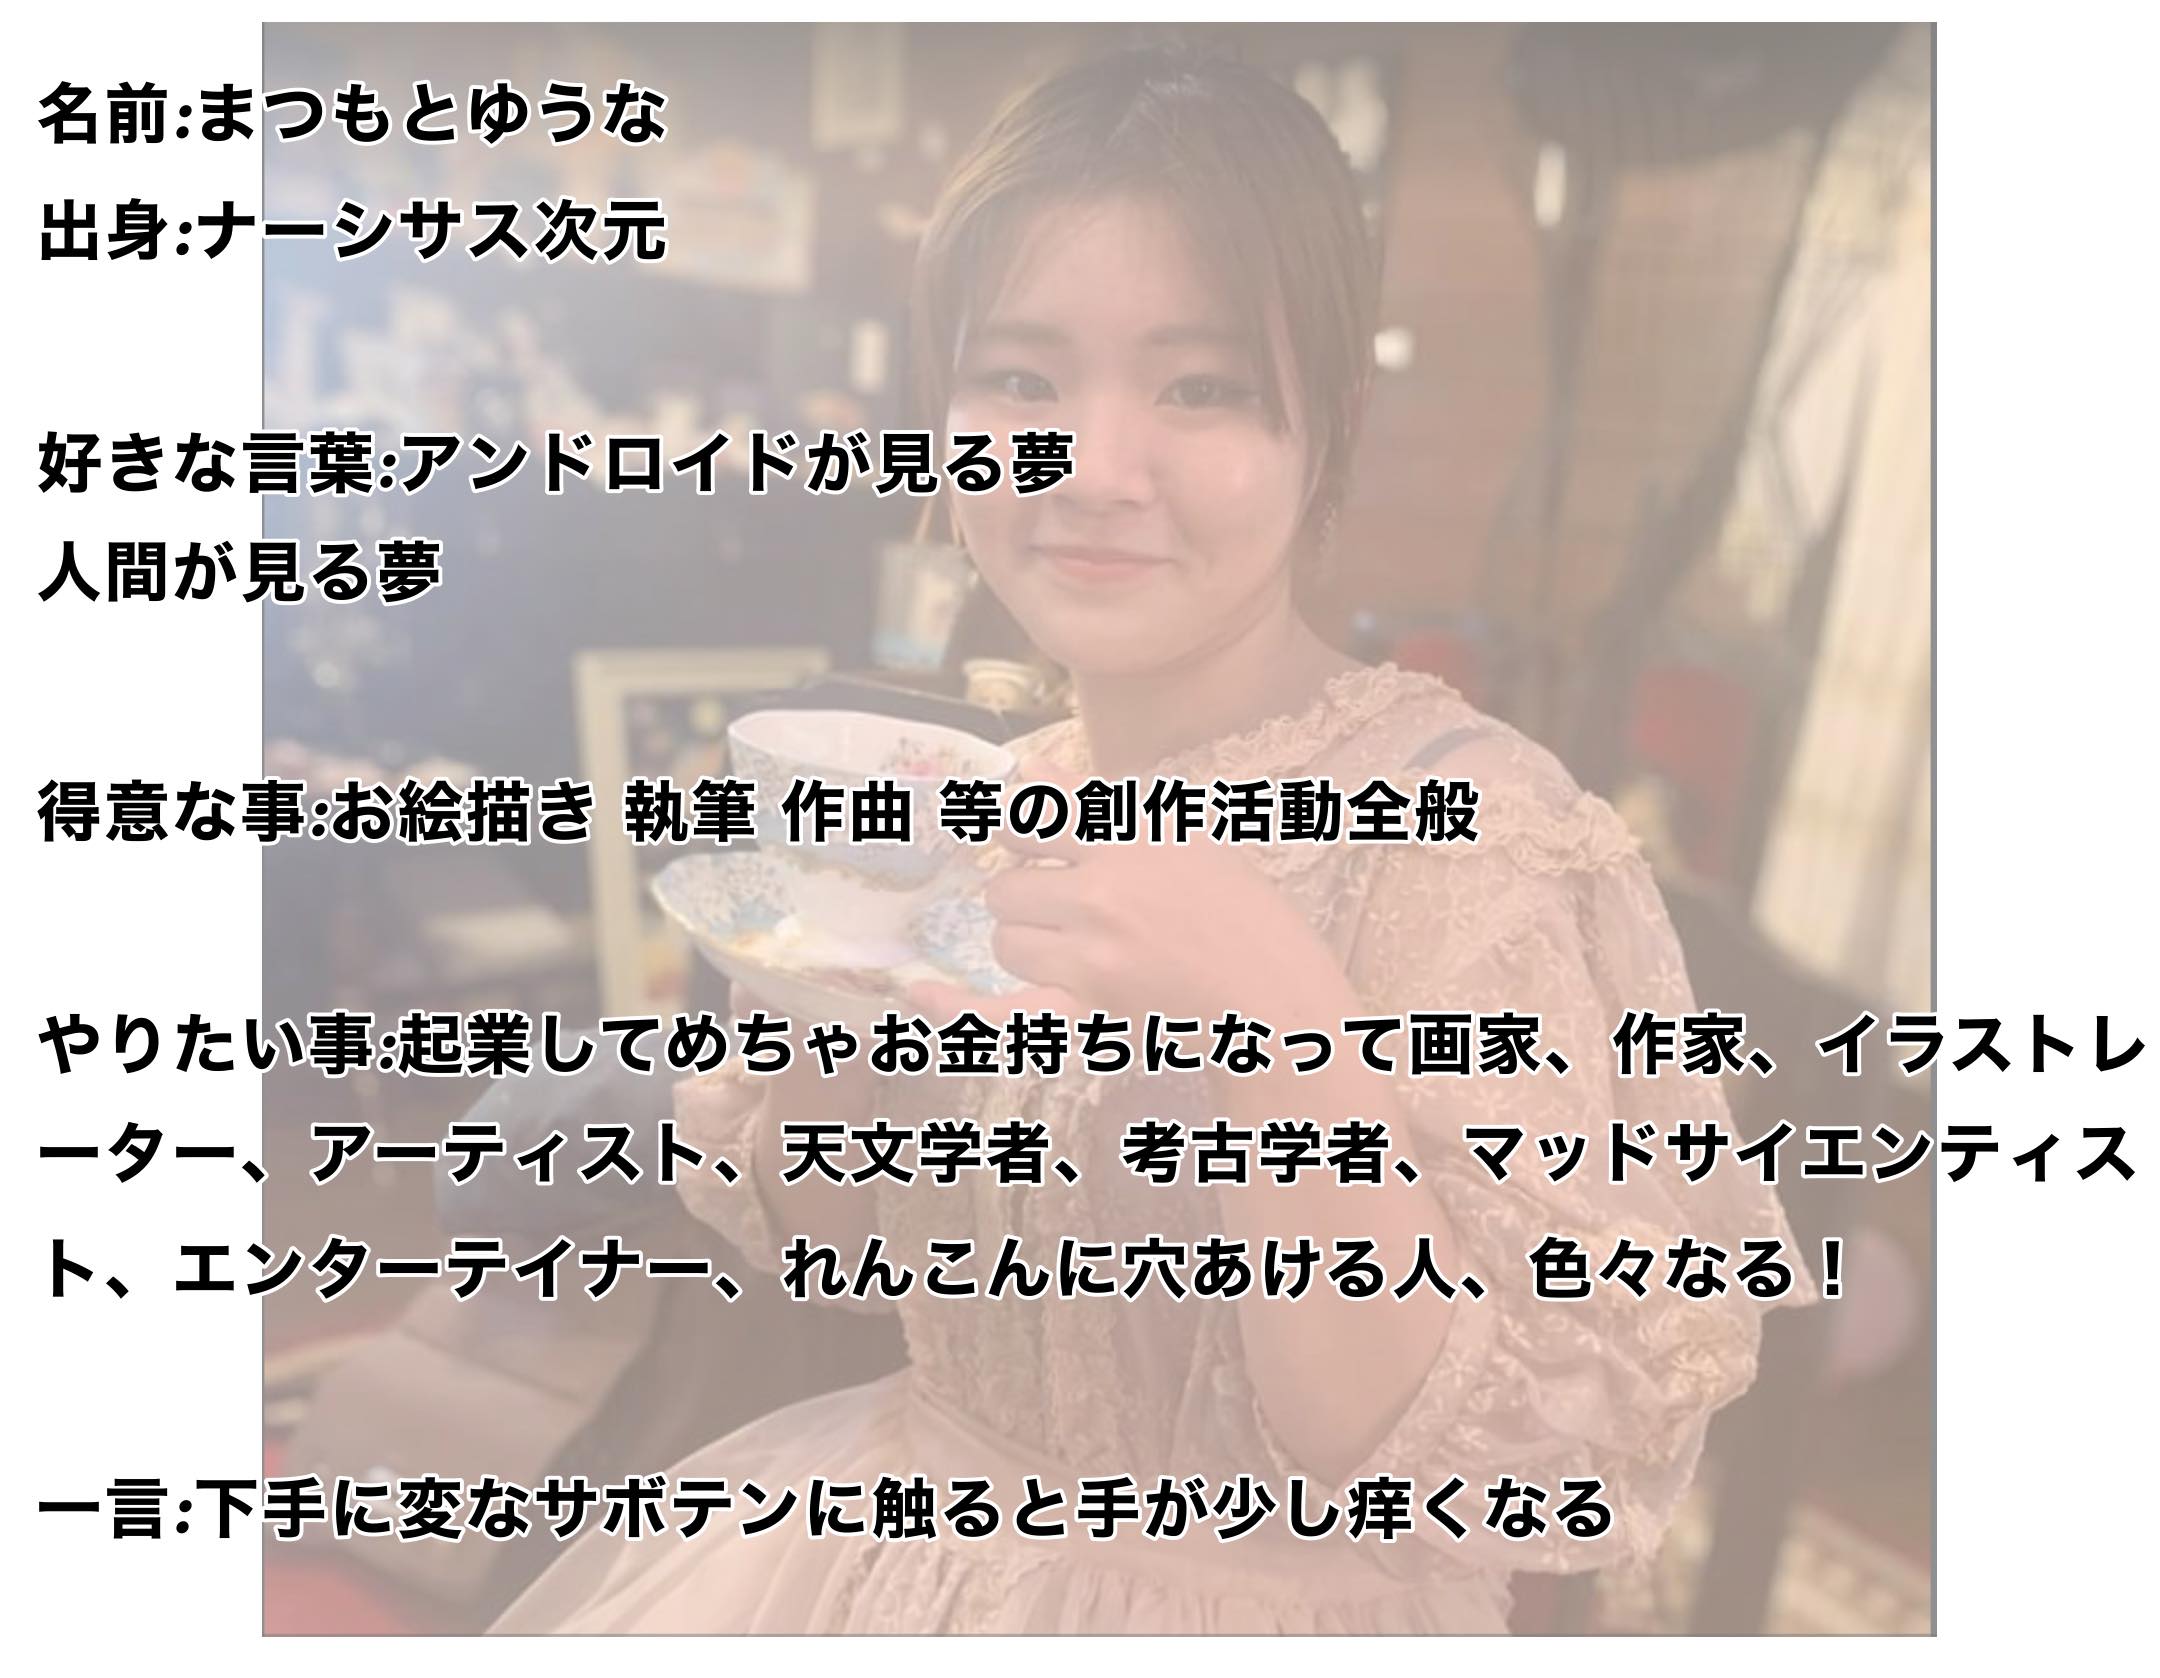 名前:まつもとゆうな
出身:ナーシサス次元
好きな言葉:アンドロイドが見る夢
人間が見る夢
得意な事:お絵描き 執筆 作曲 等の創作活動全般
やりたい事:起業してめちゃお金持ちになって画家、作家、イラストレ
ーター、アーティスト、天文学者、考古学者、マッドサイエンティス
ト、エンターテイナー、れんこんに穴あける人、色々なる！
一言:下手に変なサボテンに触ると手が少し痒くなる